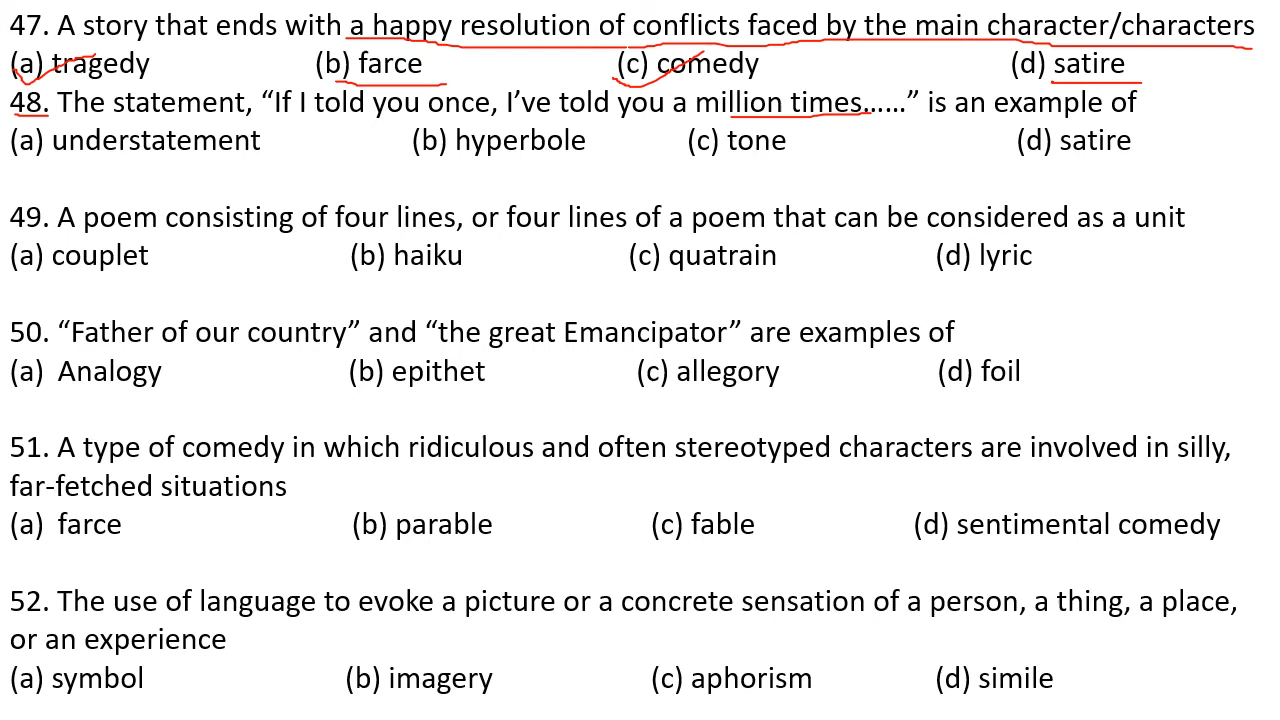 47. A story that ends with a happy resolution of conflicts faced by the main character/characters
(a) tragedy (b) farce (c) comedy (d) satire
48. The statement, “If I told you once, I’ve told you a million times……” is an example of
(a) understatement (b) hyperbole (c) tone (d) satire
49. A poem consisting of four lines, or four lines of a poem that can be considered as a unit
(a) couplet (b) haiku (c) quatrain (d) lyric
50. “Father of our country” and “the great Emancipator” are examples of
(a) Analogy (b) epithet (c) allegory (d) foil
51. A type of comedy in which ridiculous and often stereotyped characters are involved in silly,
far-fetched situations
(a) farce (b) parable (c) fable (d) sentimental comedy
52. The use of language to evoke a picture or a concrete sensation of a person, a thing, a place,
or an experience
(a) symbol (b) imagery (c) aphorism (d) simile